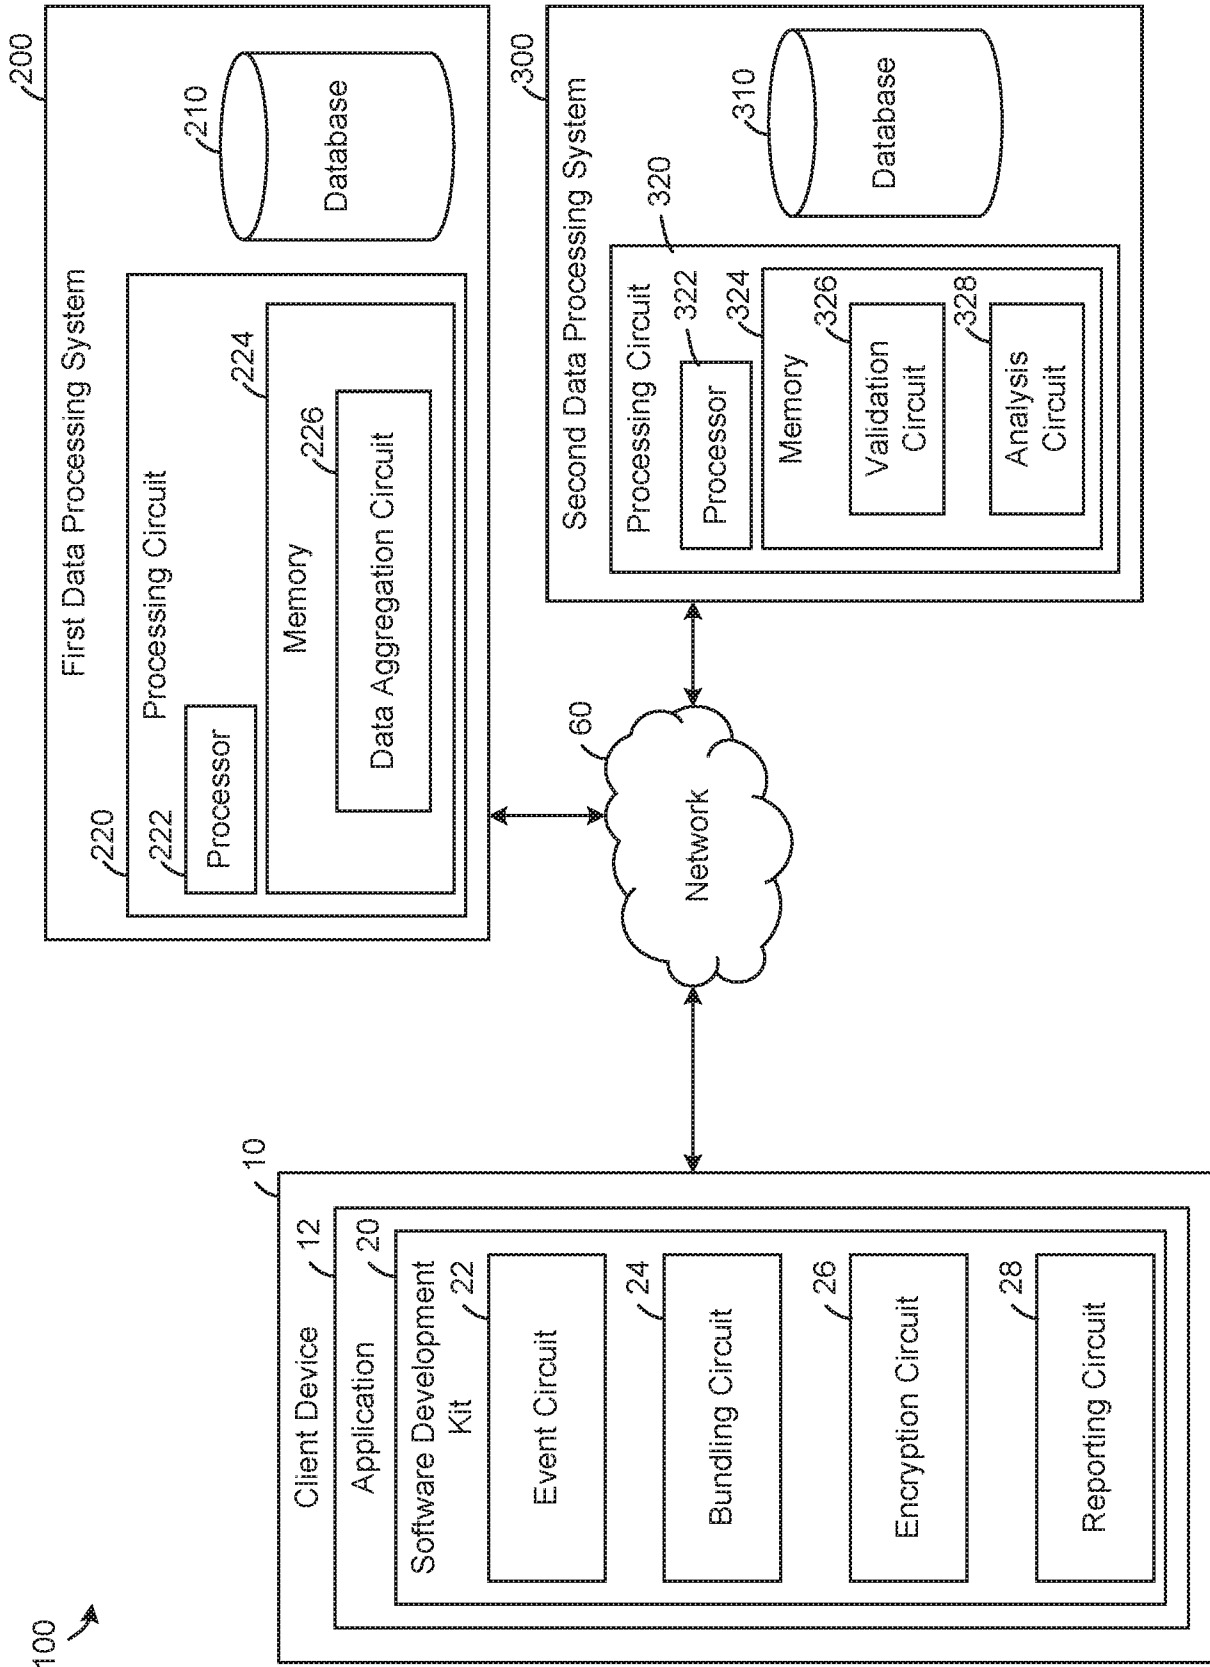 100
10
Client Device
12
Application
20
Software Development
Kit
22
Event Circuit
24
Bundling Circuit
26
Encryption Circuit
28
Reporting Circuit
60
Network
200
First Data Processing System
220
Processing Circuit
222
Processor
224
Memory
226
Data Aggregation Circuit
210
Database
300
Second Data Processing System
320
Processing Circuit
322
Processor
324
Memory
326
Validation
Circuit
328
Analysis
Circuit
310
Database